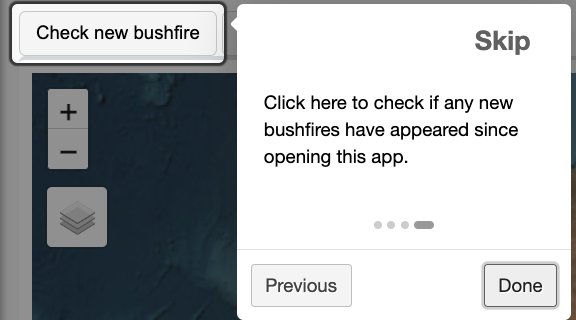 Check new bushfire
Skip
Click here to check if any new
bushfires have appeared since
opening this app.
+
−
Previous
Done